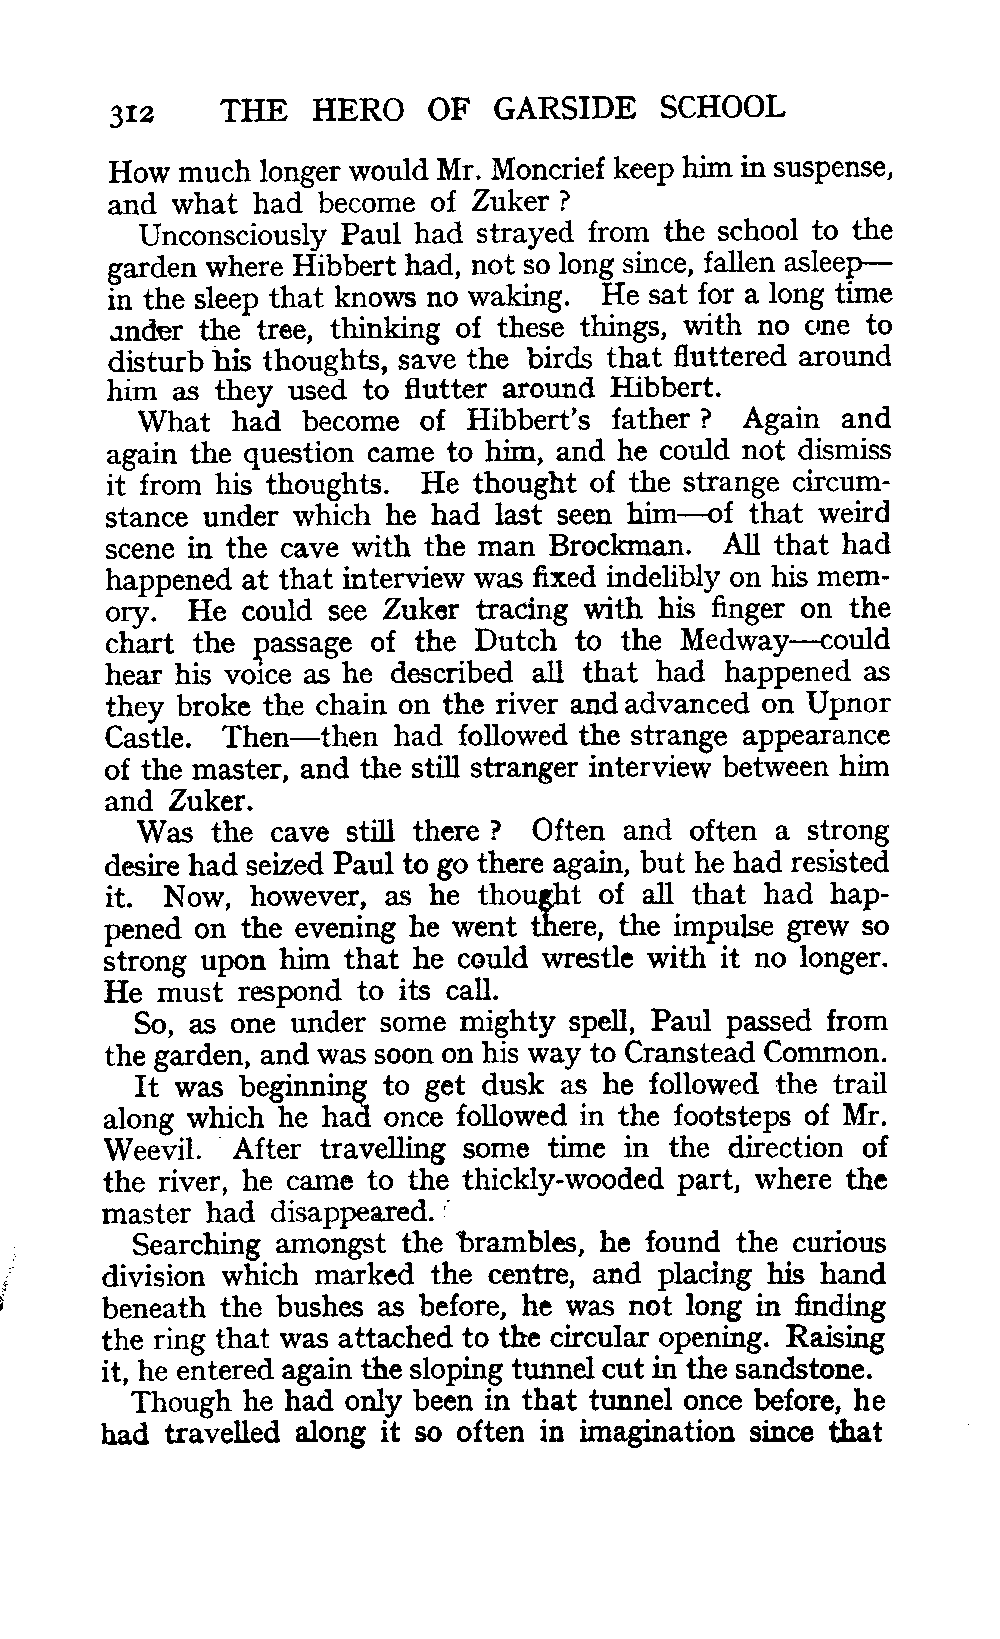 312 THE HERO OF GARSIDE SCHOOL
How much longer would Mr. Moncrief keep him in suspense,
and what had become of Zuker ?
Unconsciously Paul had strayed from the school to the
garden where Hibbert had, not so long since, fallen asleep—
in the sleep that knows no waking. He sat for a long time
under the tree, thinking of these things, with no one to
disturb his thoughts, save the birds that fluttered around
him as they used to flutter around Hibbert.
What had become of Hibbert's father ? Again and
again the question came to him, and he could not dismiss
it from his thoughts. He thought of the strange circum-
stance under which he had last seen him—of that weird
scene in the cave with the man Brockman. All that had
happened at that interview was fixed indelibly on his mem-
ory. He could see Zuker tracing with his finger on the
chart the passage of the Dutch to the Medway—could
hear his voice as he described all that had happened as
they broke the chain on the river and advanced on Upnor
Castle. Then—then had followed the strange appearance
of the master, and the still stranger interview between him
and Zuker.
Was the cave still there ? Often and often a strong
desire had seized Paul to go there again, but he had resisted
it. Now, however, as he thought of all that had hap-
pened on the evening he went there, the impulse grew so
strong upon him that he could wrestle with it no longer.
He must respond to its call.
So, as one under some mighty spell, Paul passed from
the garden, and was soon on his way to Cranstead Common.
It was beginning to get dusk as he followed the trail
along which he had once followed in the footsteps of Mr.
Weevil. After travelling some time in the direction of
the river, he came to the thickly-wooded part, where the
master had disappeared.
Searching amongst the brambles, he found the curious
division which marked the centre, and placing his hand
beneath the bushes as before, he was not long in finding
the ring that was attached to the circular opening. Raising
it, he entered again the sloping tunnel cut in the sandstone.
Though he had only been in that tunnel once before, he
had travelled along it so often in imagination since that